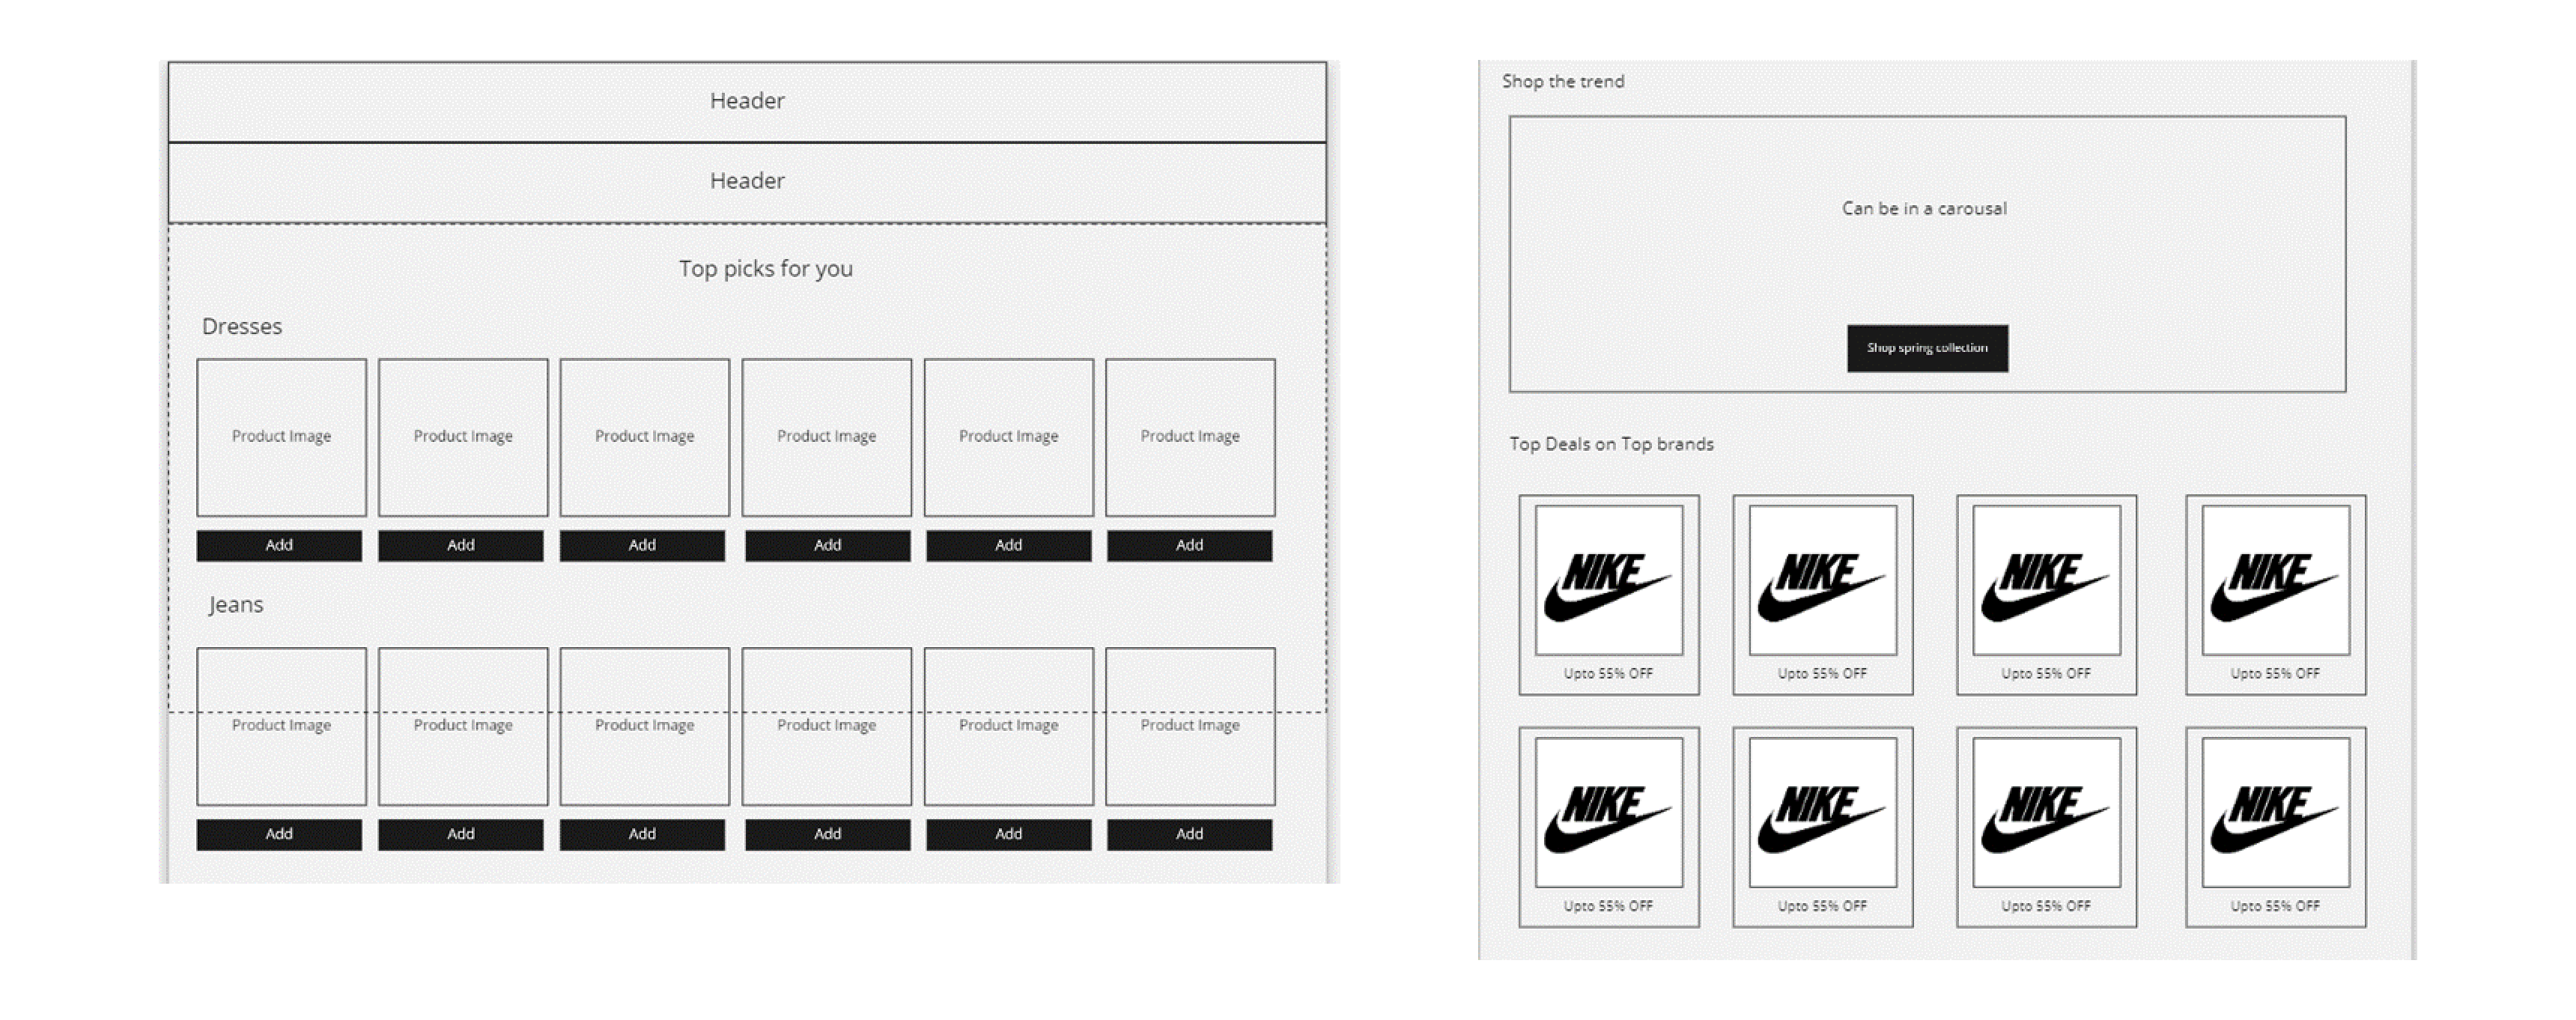 Header
Header
Top picks for you
Dresses
Product Image Product Image Product Image Product Image Product Image Product Image
Add Add Add Add Add Add
Jeans
Product Image Product Image Product Image Product Image Product Image Product Image
Add Add Add Add Add Add
Shop the trend
Can be in a carousal
Shop spring collection
Top Deals on Top brands
NIKE NIKE NIKE NIKE
Upto 55% OFF Upto 55% OFF Upto 55% OFF Upto 55% OFF
NIKE NIKE NIKE NIKE
Upto 55% OFF Upto 55% OFF Upto 55% OFF Upto 55% OFF